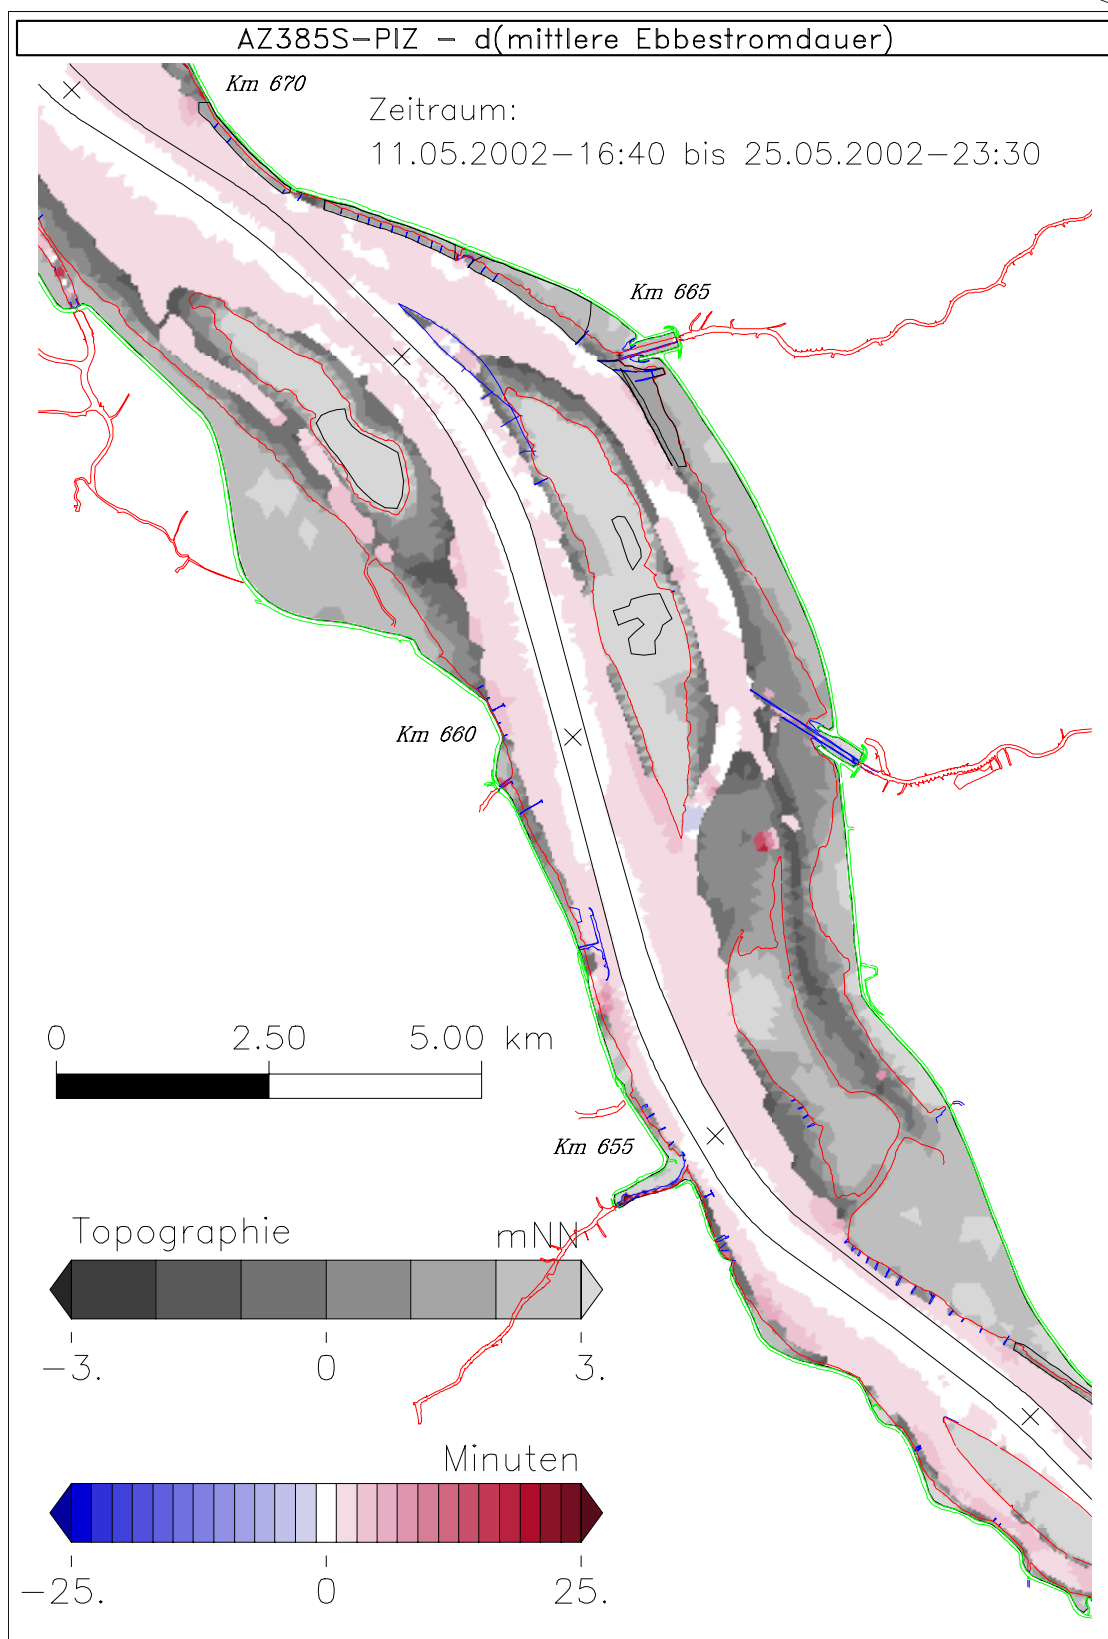 AZ385S-PIZ - d(mittlere Ebbestromdauer)
Km 670
Zeitraum:
11.05.2002-16:40 bis 25.05.2002-23:30
Km 665
Km 660
0 2.50 5.00 km
Km 655
Topographie mNN
-3. 0 3.
Minuten
-25. 0 25.